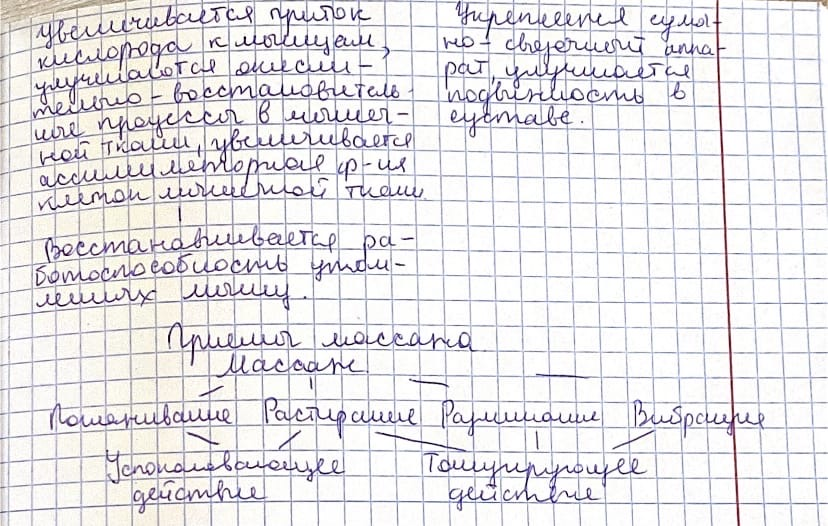 увеличивается приток
кислорода к мышцам,
улучшаются окисли-
тельно-восстановитель-
ные процессы в мышеч-
ной ткани, увеличивается
ассимиляторная ф-ия
клеток мышечной ткани.
Восстанавливается ра-
ботоспособность утом-
ленных мышц.
Укрепляется сумоч-
но-связочный аппа-
рат, улучшается
подвижность в
суставе.
Приемы массажа
Массаж
Поглаживание Растирание Разминание Вибрация
Успокаивающее Тонизирующее
действие действие